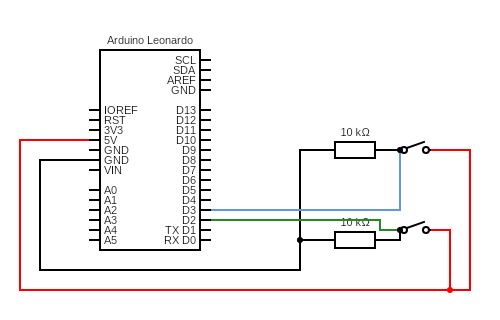 Arduino Leonardo
SCL
SDA
AREF
GND
IOREF D13
RST D12
3V3 D11
5V D10
GND D9
GND D8
VIN D7
D6
A0 D5
A1 D4
A2 D3
A3 D2
A4 TX D1
A5 RX D0
10 kΩ
10 kΩ